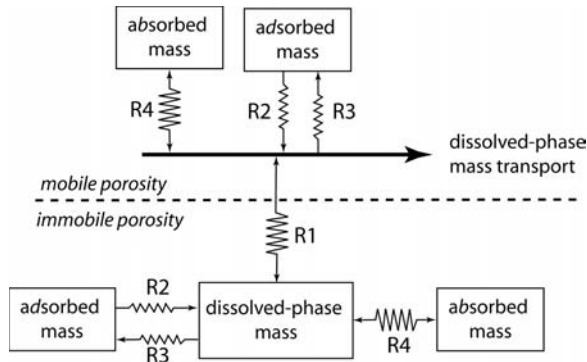 absorbed
mass
adsorbed
mass
R4
R2
R3
dissolved-phase
mass transport
mobile porosity
immobile porosity
R1
R2
adsorbed
mass
dissolved-phase
mass
absorbed
mass
R4
R3